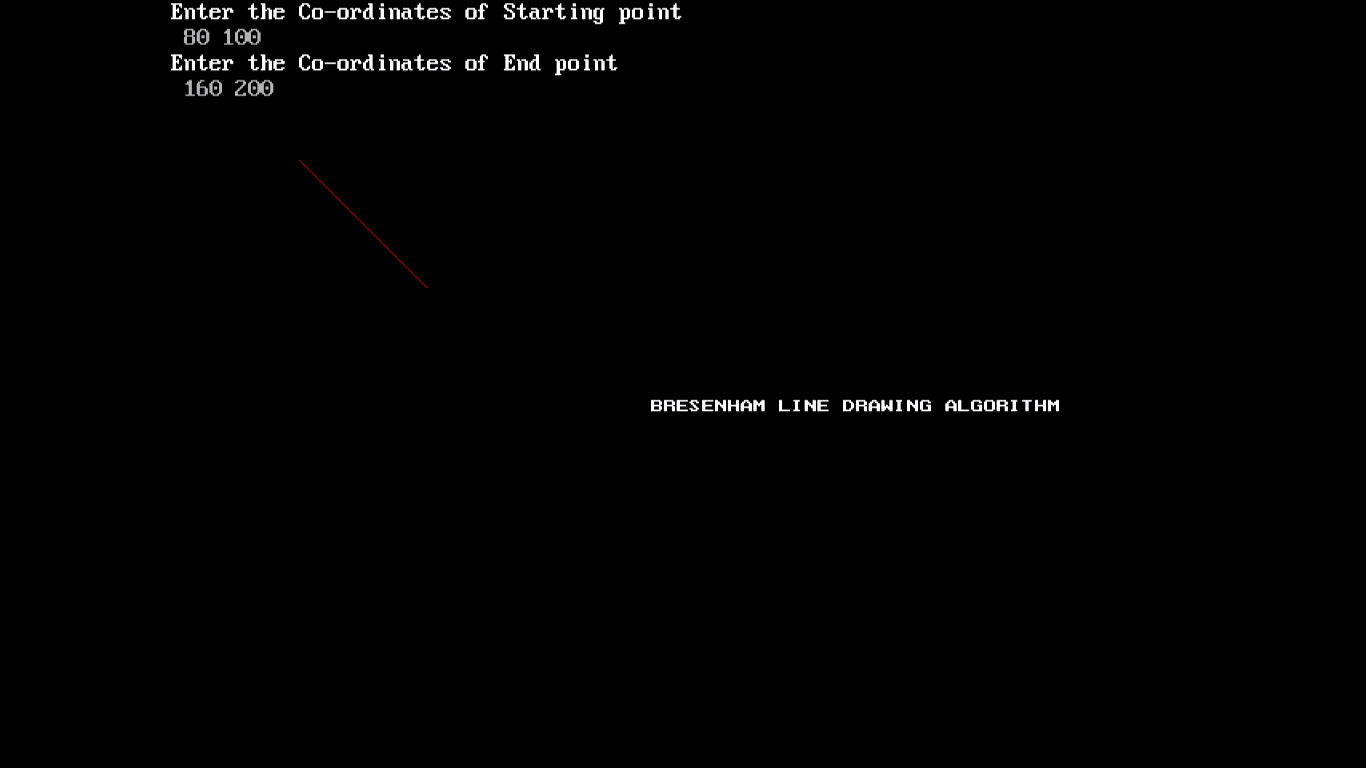 Enter the Co-ordinates of Starting point
80 100
Enter the Co-ordinates of End point
160 200
BRESENHAM LINE DRAWING ALGORITHM